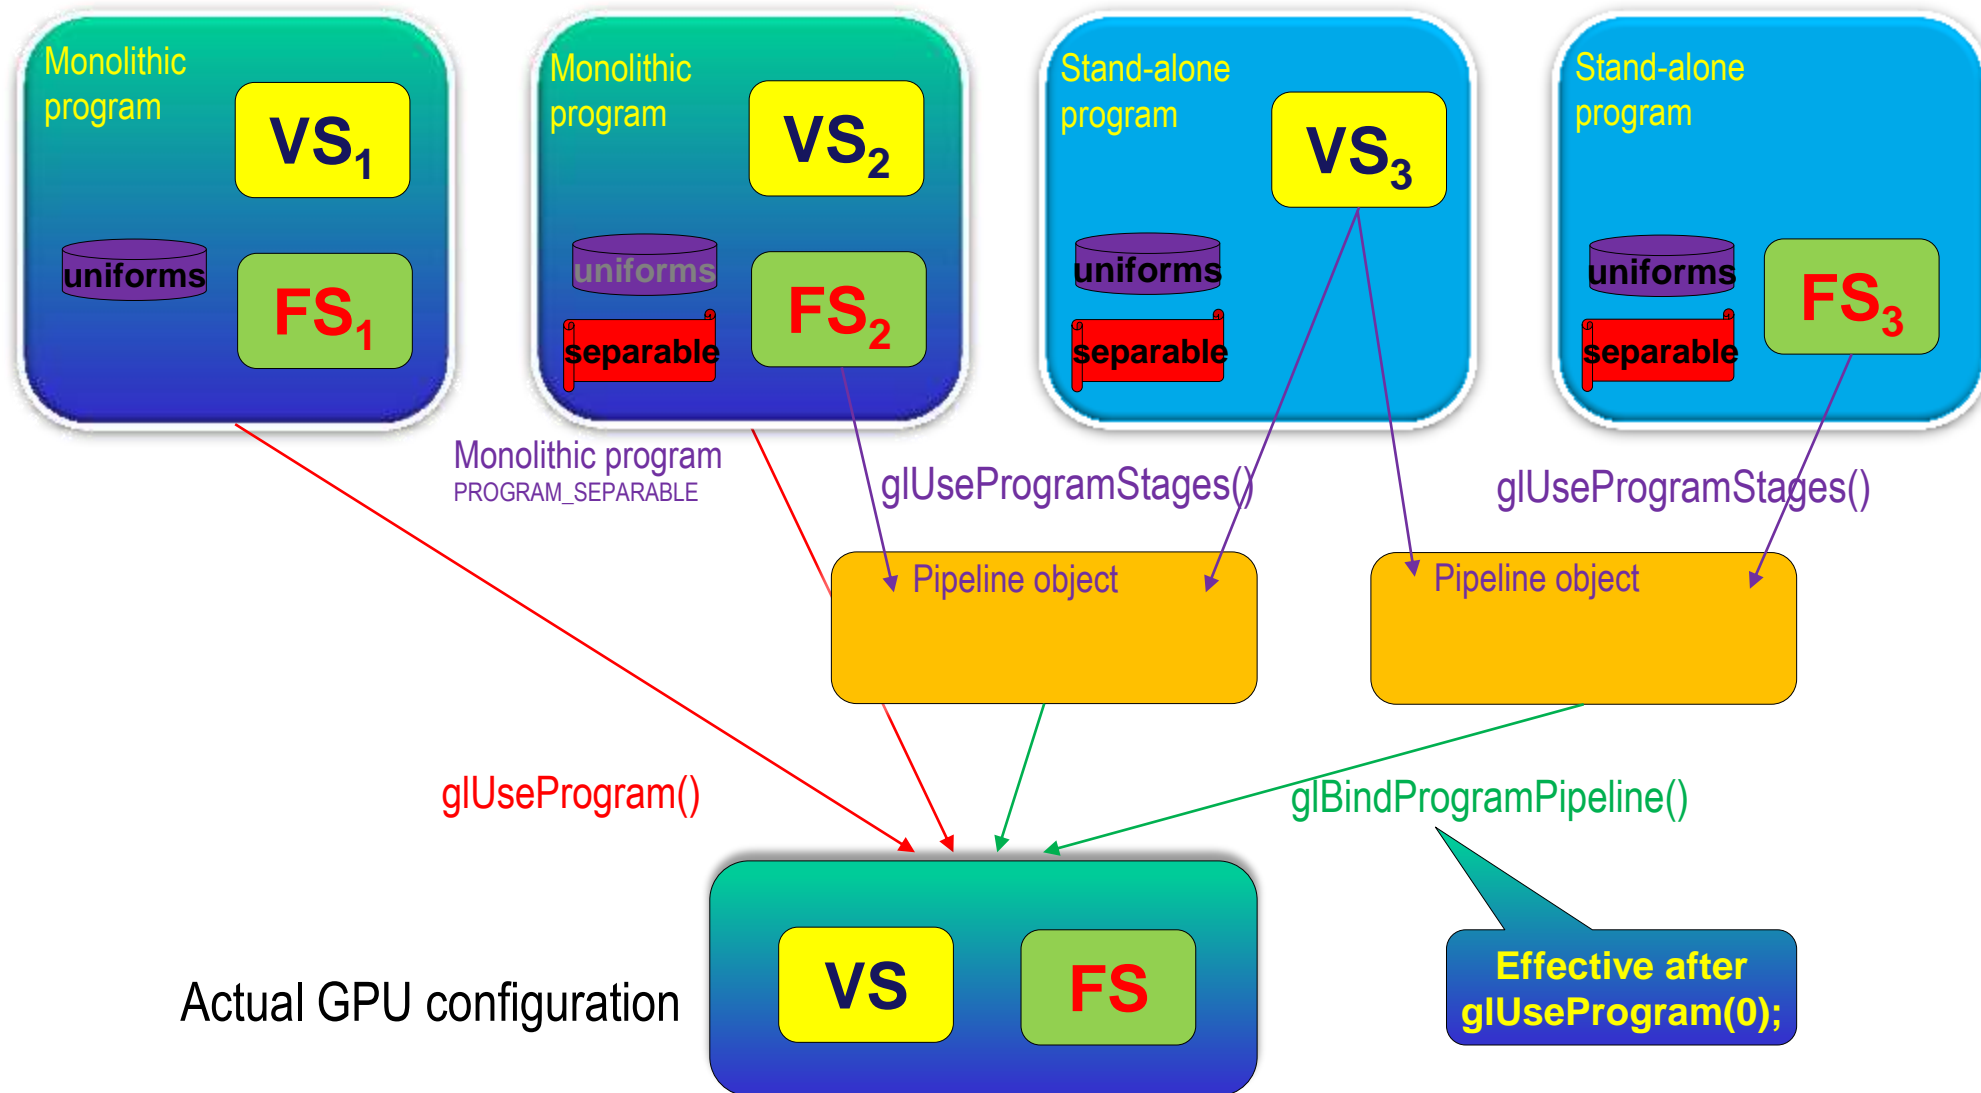 Monolithic
program
VS1
uniforms
FS1
Monolithic
program
VS2
uniforms
separable
FS2
Stand-alone
program
VS3
uniforms
separable
Stand-alone
program
uniforms
separable
FS3
Monolithic program
PROGRAM_SEPARABLE
glUseProgramStages()
glUseProgramStages()
Pipeline object
Pipeline object
glUseProgram()
glBindProgramPipeline()
Actual GPU configuration
VS
FS
Effective after
glUseProgram(0);